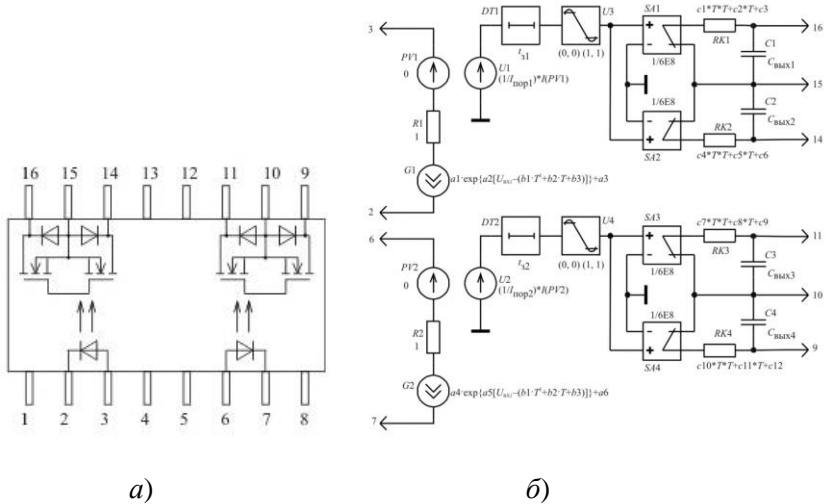 16 15 14 13 12 11 10 9
1 2 3 4 5 6 7 8
а)
3
PV1
0
R1
1
G1
a1·exp{a2[Uвх1–(b1·T²+b2·T+b3)]}+a3
2
DT1
tз1
U3
(0, 0) (1, 1)
U1
(1/Iпор1)*I(PV1)
SA1
1/6E8
1/6E8
SA2
c1*T*T+c2*T+c3
RK1
C1
Cвых1
C2
Cвых2
RK2
c4*T*T+c5*T+c6
16
15
14
6
PV2
0
R2
1
G2
a4·exp{a5[Uвх1–(b1·T²+b2·T+b3)]}+a6
7
DT2
tз2
U4
(0, 0) (1, 1)
U2
(1/Iпор2)*I(PV2)
SA3
1/6E8
1/6E8
SA4
c7*T*T+c8*T+c9
RK3
C3
Cвых3
C4
Cвых4
RK4
c10*T*T+c11*T+c12
11
10
9
б)